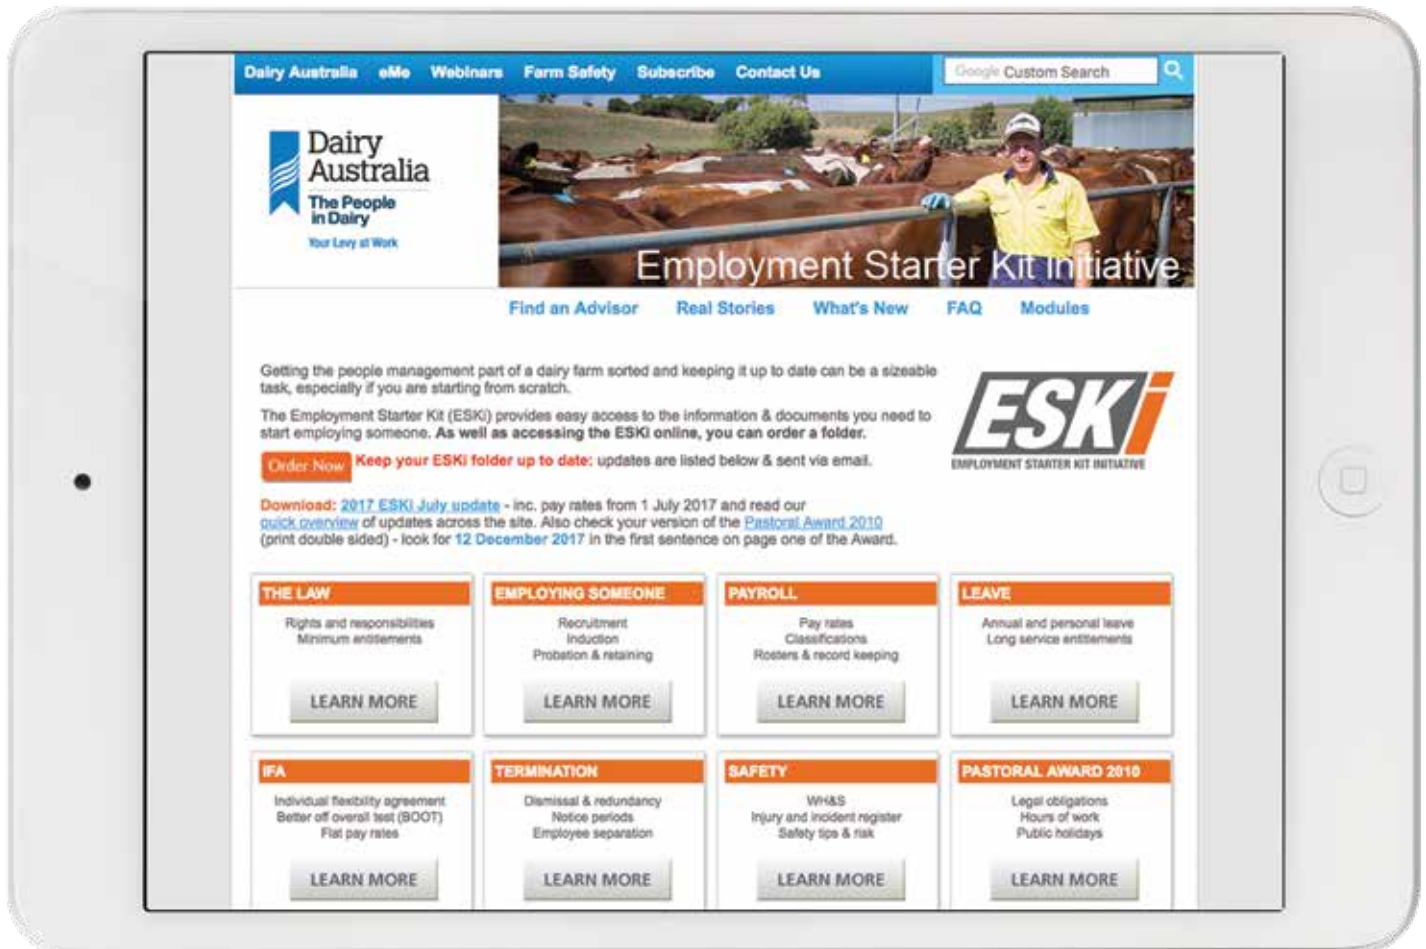 Dairy Australia eMe Webinars Farm Safety Subscribe Contact Us
Google Custom Search
Dairy
Australia
The People
in Dairy
Your Levy at Work
Employment Starter Kit Initiative
Find an Advisor Real Stories What's New FAQ Modules
Getting the people management part of a dairy farm sorted and keeping it up to date can be a sizeable
task, especially if you are starting from scratch.
The Employment Starter Kit (ESKi) provides easy access to the information & documents you need to
start employing someone. As well as accessing the ESKi online, you can order a folder.
ESKi
EMPLOYMENT STARTER KIT INITIATIVE
Order Now Keep your ESKi folder up to date: updates are listed below & sent via email.
Download: 2017 ESKi July update - inc. pay rates from 1 July 2017 and read our
quick overview of updates across the site. Also check your version of the Pastoral Award 2010
(print double sided) - look for 12 December 2017 in the first sentence on page one of the Award.
THE LAW
Rights and responsibilities
Minimum entitlements
LEARN MORE
EMPLOYING SOMEONE
Recruitment
Induction
Probation & retaining
LEARN MORE
PAYROLL
Pay rates
Classifications
Rosters & record keeping
LEARN MORE
LEAVE
Annual and personal leave
Long service entitlements
LEARN MORE
IFA
Individual flexibility agreement
Better off overall test (BOOT)
Flat pay rates
LEARN MORE
TERMINATION
Dismissal & redundancy
Notice periods
Employee separation
LEARN MORE
SAFETY
WH&S
Injury and incident register
Safety tips & risk
LEARN MORE
PASTORAL AWARD 2010
Legal obligations
Hours of work
Public holidays
LEARN MORE